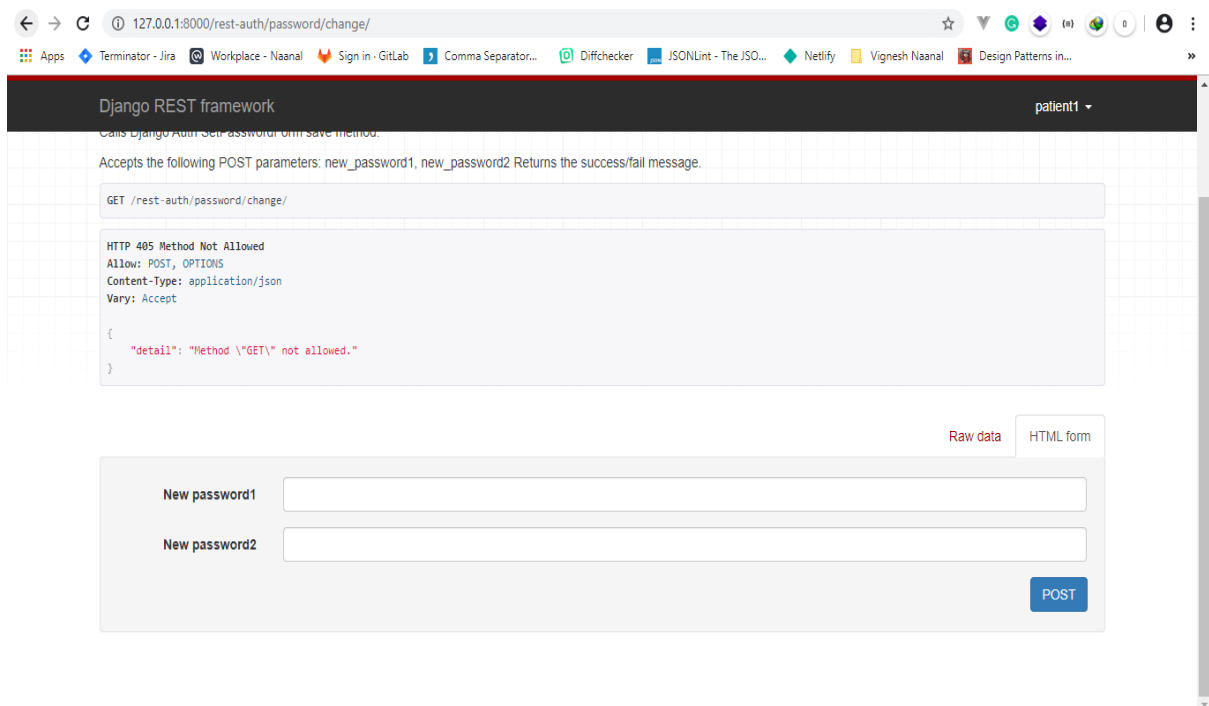 127.0.0.1:8000/rest-auth/password/change/
Apps Terminator - Jira Workplace - Naanal Sign in · GitLab Comma Separator... Diffchecker JSONLint - The JSO... Netlify Vignesh Naanal Design Patterns in... »
Django REST framework patient1
Calls Django Auth SetPasswordForm save method.
Accepts the following POST parameters: new_password1, new_password2 Returns the success/fail message.
GET /rest-auth/password/change/
HTTP 405 Method Not Allowed
Allow: POST, OPTIONS
Content-Type: application/json
Vary: Accept
{
"detail": "Method \"GET\" not allowed."
}
Raw data HTML form
New password1
New password2
POST